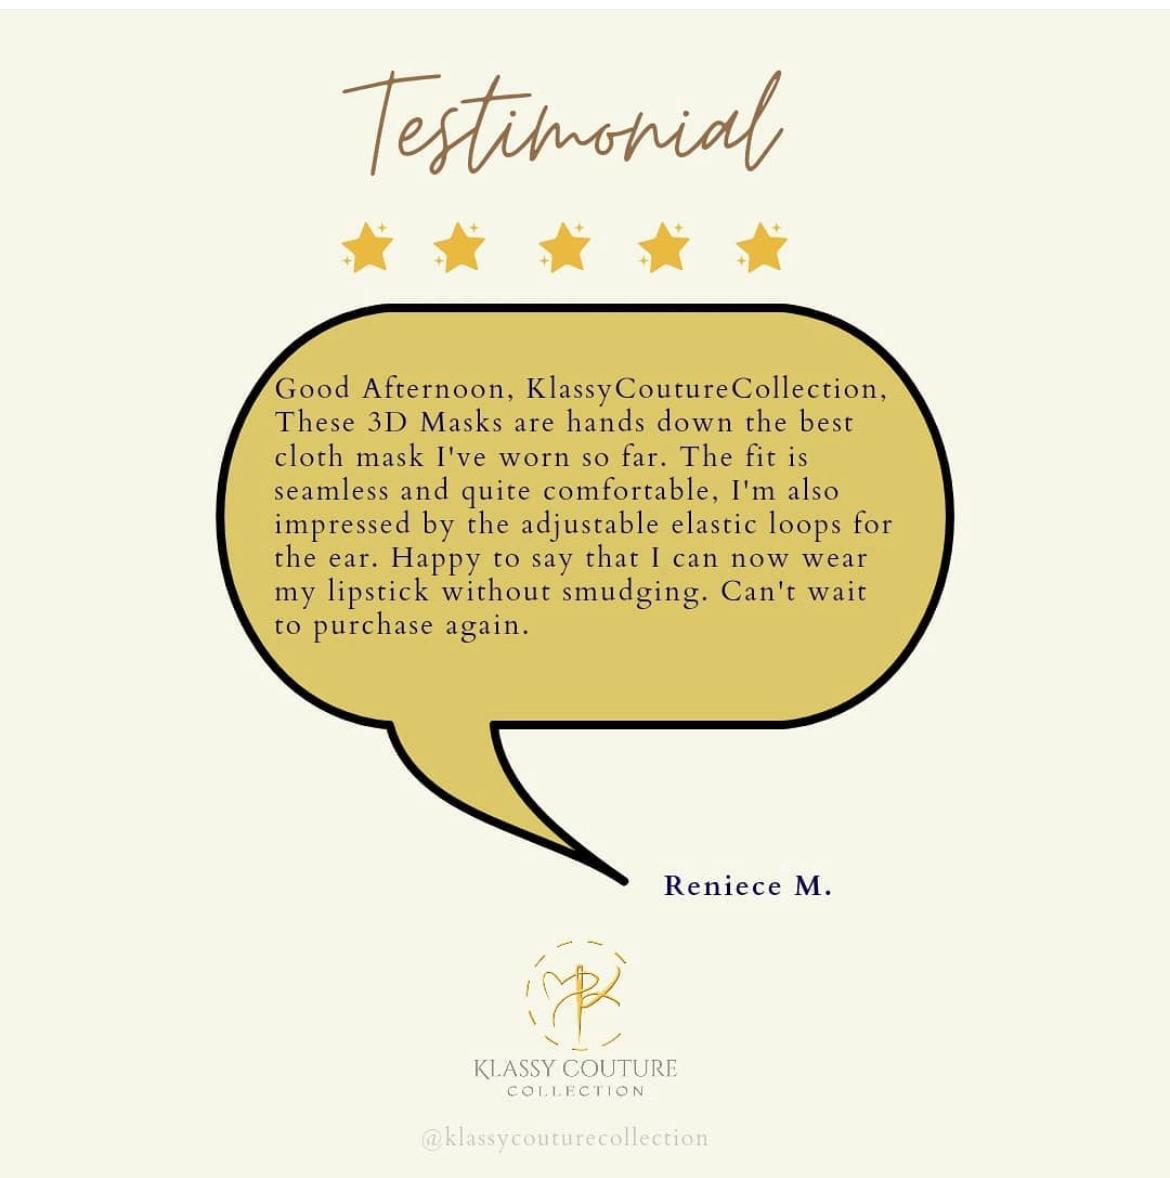 Testimonial
Good Afternoon, KlassyCoutureCollection,
These 3D Masks are hands down the best
cloth mask I've worn so far. The fit is
seamless and quite comfortable, I'm also
impressed by the adjustable elastic loops for
the ear. Happy to say that I can now wear
my lipstick without smudging. Can't wait
to purchase again.
Reniece M.
KLASSY COUTURE
COLLECTION
@klassycouturecollection